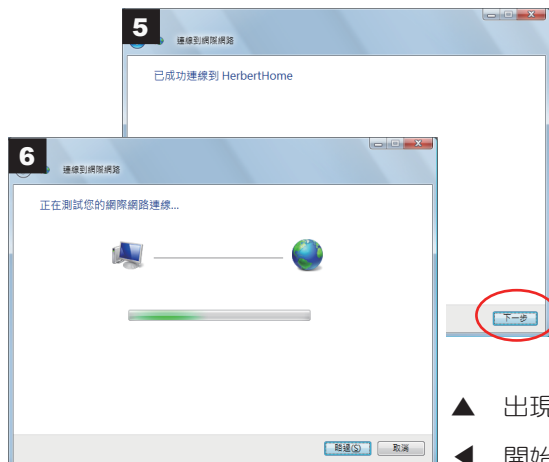 5
連線到網際網路
已成功連線到 HerbertHome
下一步
6
連線到網際網路
正在測試您的網際網路連線...
略過(S) 取消
▲ 出現
◀ 開始